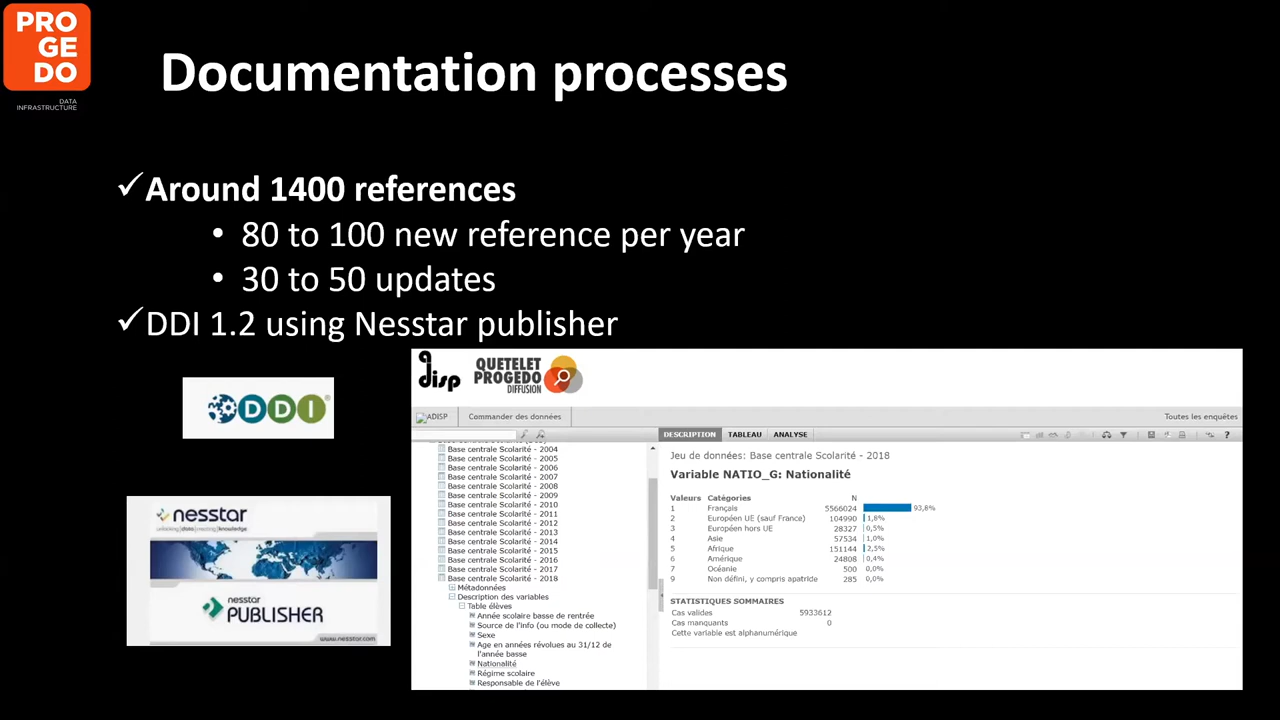 PRO
GE
DO
DATA
INFRASTRUCTURE
Documentation processes
Around 1400 references
80 to 100 new reference per year
30 to 50 updates
DDI 1.2 using Nesstar publisher
DDI
nesstar
nesstar
PUBLISHER
www.nesstar.com
adisp
QUETELET
PROGEDO
DIFFUSION
ADISP Commander des données Toutes les enquêtes
DESCRIPTION TABLEAU ANALYSE
Base centrale Scolarité - 2004
Base centrale Scolarité - 2005
Base centrale Scolarité - 2006
Base centrale Scolarité - 2007
Base centrale Scolarité - 2008
Base centrale Scolarité - 2009
Base centrale Scolarité - 2010
Base centrale Scolarité - 2011
Base centrale Scolarité - 2012
Base centrale Scolarité - 2013
Base centrale Scolarité - 2014
Base centrale Scolarité - 2015
Base centrale Scolarité - 2016
Base centrale Scolarité - 2017
Base centrale Scolarité - 2018
Métadonnées
Description des variables
Table élèves
Année scolaire basse de rentrée
Source de l'info (ou mode de collecte)
Sexe
Age en années révolues au 31/12 de
l'année basse
Nationalité
Régime scolaire
Responsable de l'élève
Jeu de données: Base centrale Scolarité - 2018
Variable NATIO_G: Nationalité
Valeurs Catégories N
1 Français 5566024 93,8%
2 Européen UE (sauf France) 104990 1,8%
3 Européen hors UE 28327 0,5%
4 Asie 57534 1,0%
5 Afrique 151144 2,5%
6 Amérique 24808 0,4%
7 Océanie 500 0,0%
9 Non défini, y compris apatride 285 0,0%
STATISTIQUES SOMMAIRES
Cas valides 5933612
Cas manquants 0
Cette variable est alphanumérique